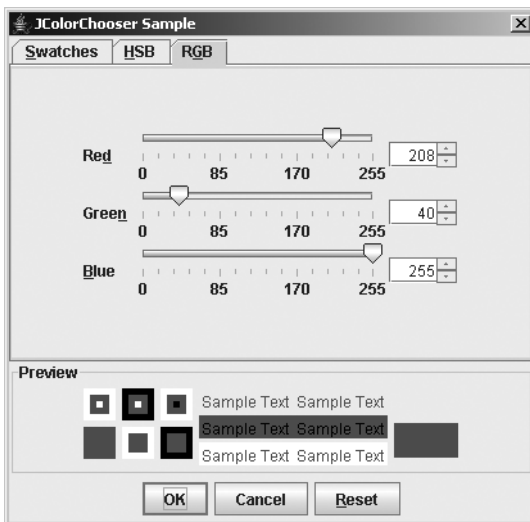 JColorChooser Sample
Swatches HSB RGB
Red 208
0 85 170 255
Green 40
0 85 170 255
Blue 255
0 85 170 255
Preview
Sample Text Sample Text
Sample Text Sample Text
Sample Text Sample Text
OK Cancel Reset